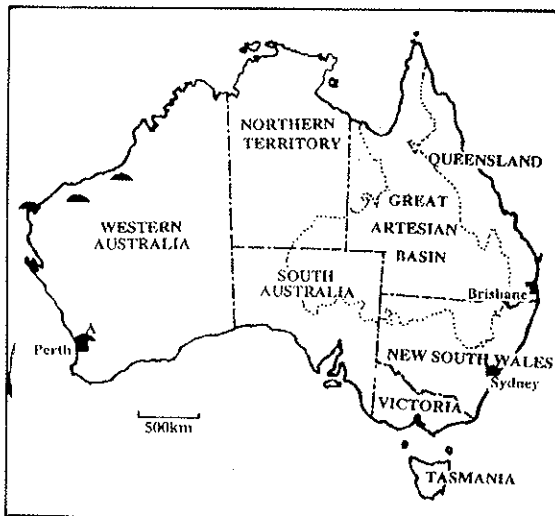 NORTHERN
TERRITORY
QUEENSLAND
GREAT
ARTESIAN
BASIN
WESTERN
AUSTRALIA
SOUTH
AUSTRALIA
Brisbane
A
Perth
NEW SOUTH WALES
Sydney
VICTORIA
500km
TASMANIA